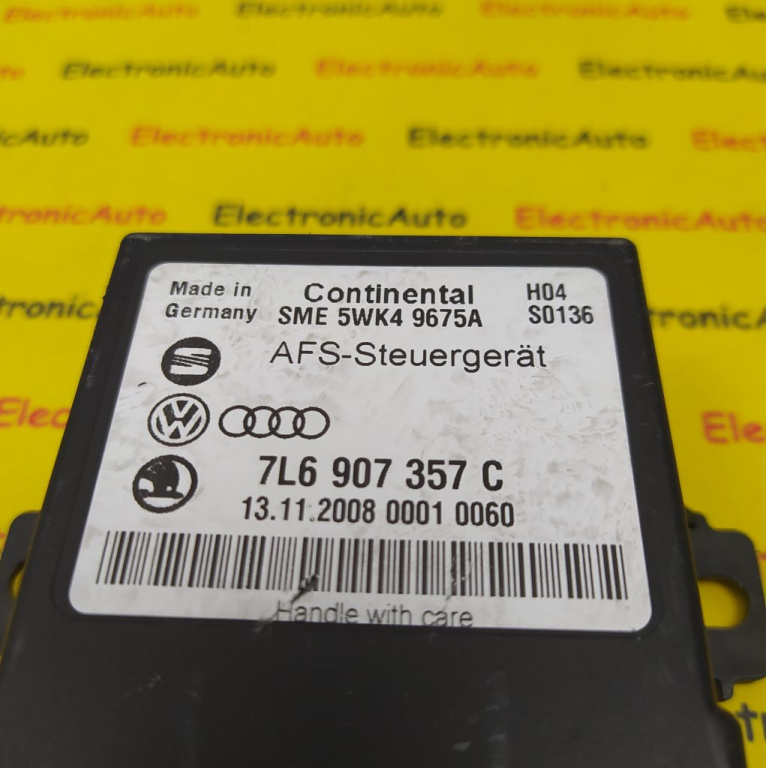 ElectronicAuto ElectronicAuto
ElectronicAuto ElectronicAuto ElectronicAuto
ElectronicAuto
ElectronicAuto ElectronicAuto
Made in
Germany
Continental
SME 5WK4 9675A
H04
S0136
AFS-Steuergerät
7L6 907 357 C
13.11.2008 0001 0060
Handle with care